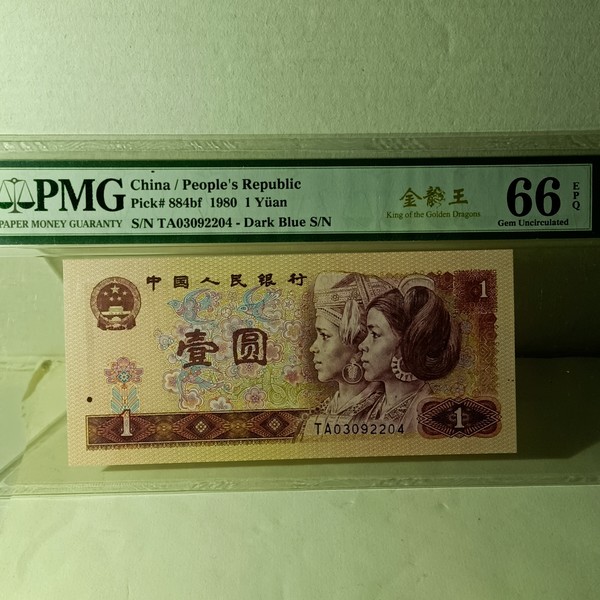 PMG
PAPER MONEY GUARANTY
China / People's Republic
Pick# 884bf 1980 1 Yüan
S/N TA03092204 - Dark Blue S/N
金龘王
King of the Golden Dragons
66
EPQ
Gem Uncirculated
中国人民银行
1
壹圆
1
1
TA03092204